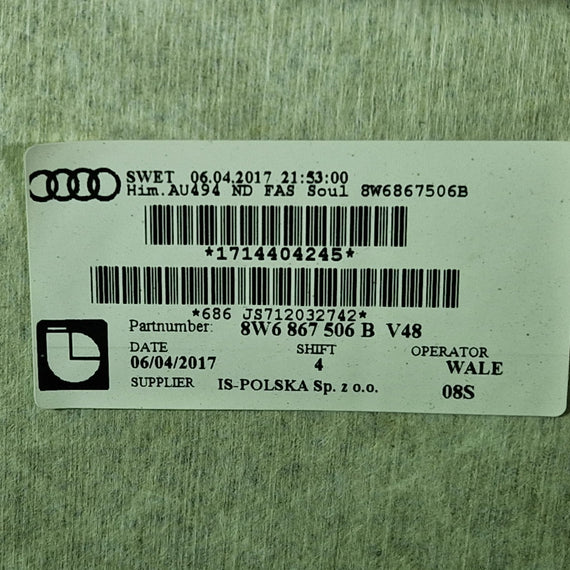 SWET 06.04.2017 21:53:00
Him.AU494 ND FAS Soul 8W6867506B
*1714404245*
*686 JS712032742*
Partnumber: 8W6 867 506 B V48
DATE SHIFT OPERATOR
06/04/2017 4 WALE
SUPPLIER IS-POLSKA Sp. z o.o. 08S